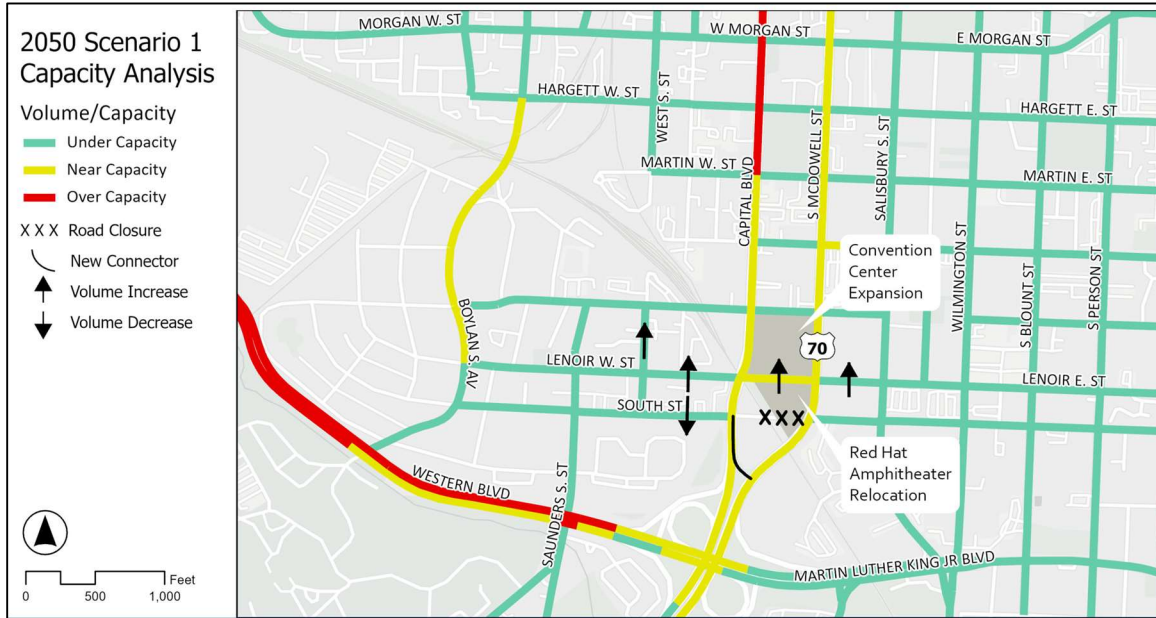 2050 Scenario 1
Capacity Analysis
Volume/Capacity
Under Capacity
Near Capacity
Over Capacity
X X X Road Closure
New Connector
Volume Increase
Volume Decrease
0 500 1,000
Feet
MORGAN W. ST
W MORGAN ST
E MORGAN ST
HARGETT W. ST
HARGETT E. ST
WEST S. ST
MARTIN W. ST
MARTIN E. ST
CAPITAL BLVD
S MCDOWELL ST
SALISBURY S. ST
WILMINGTON ST
S BLOUNT ST
S PERSON ST
Convention
Center
Expansion
70
BOYLAN S. AV
LENOIR W. ST
LENOIR E. ST
SOUTH ST
X X X
Red Hat
Amphitheater
Relocation
WESTERN BLVD
SAUNDERS S. ST
MARTIN LUTHER KING JR BLVD